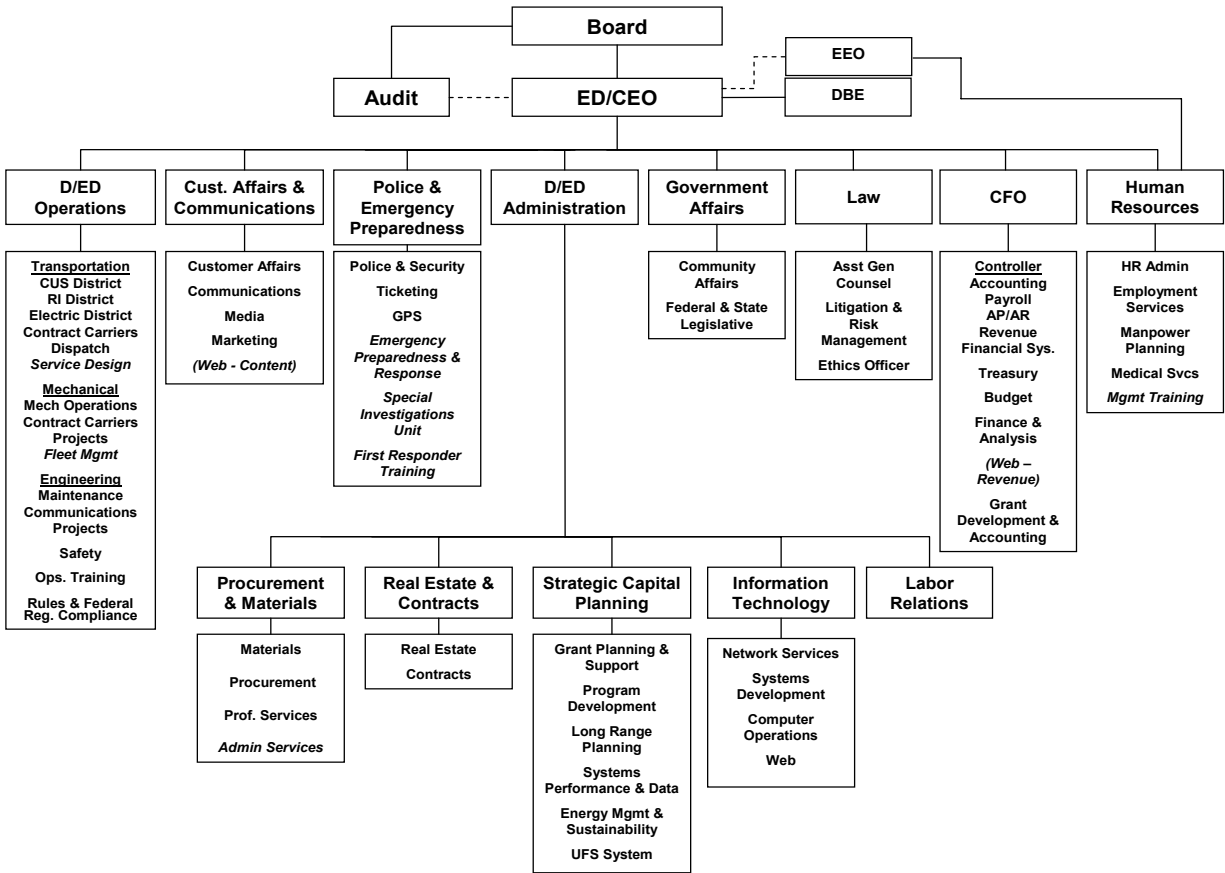 Board
EEO
Audit
ED/CEO
DBE
D/ED
Operations
Cust. Affairs &
Communications
Police &
Emergency
Preparedness
D/ED
Administration
Government
Affairs
Law
CFO
Human
Resources
Transportation
CUS District
RI District
Electric District
Contract Carriers
Dispatch
Service Design
Mechanical
Mech Operations
Contract Carriers
Projects
Fleet Mgmt
Engineering
Maintenance
Communications
Projects
Safety
Ops. Training
Rules & Federal
Reg. Compliance
Customer Affairs
Communications
Media
Marketing
(Web - Content)
Police & Security
Ticketing
GPS
Emergency
Preparedness &
Response
Special
Investigations
Unit
First Responder
Training
Community
Affairs
Federal & State
Legislative
Asst Gen
Counsel
Litigation &
Risk
Management
Ethics Officer
Controller
Accounting
Payroll
AP/AR
Revenue
Financial Sys.
Treasury
Budget
Finance &
Analysis
(Web –
Revenue)
Grant
Development &
Accounting
HR Admin
Employment
Services
Manpower
Planning
Medical Svcs
Mgmt Training
Procurement
& Materials
Real Estate &
Contracts
Strategic Capital
Planning
Information
Technology
Labor
Relations
Materials
Procurement
Prof. Services
Admin Services
Real Estate
Contracts
Grant Planning &
Support
Program
Development
Long Range
Planning
Systems
Performance & Data
Energy Mgmt &
Sustainability
UFS System
Network Services
Systems
Development
Computer
Operations
Web